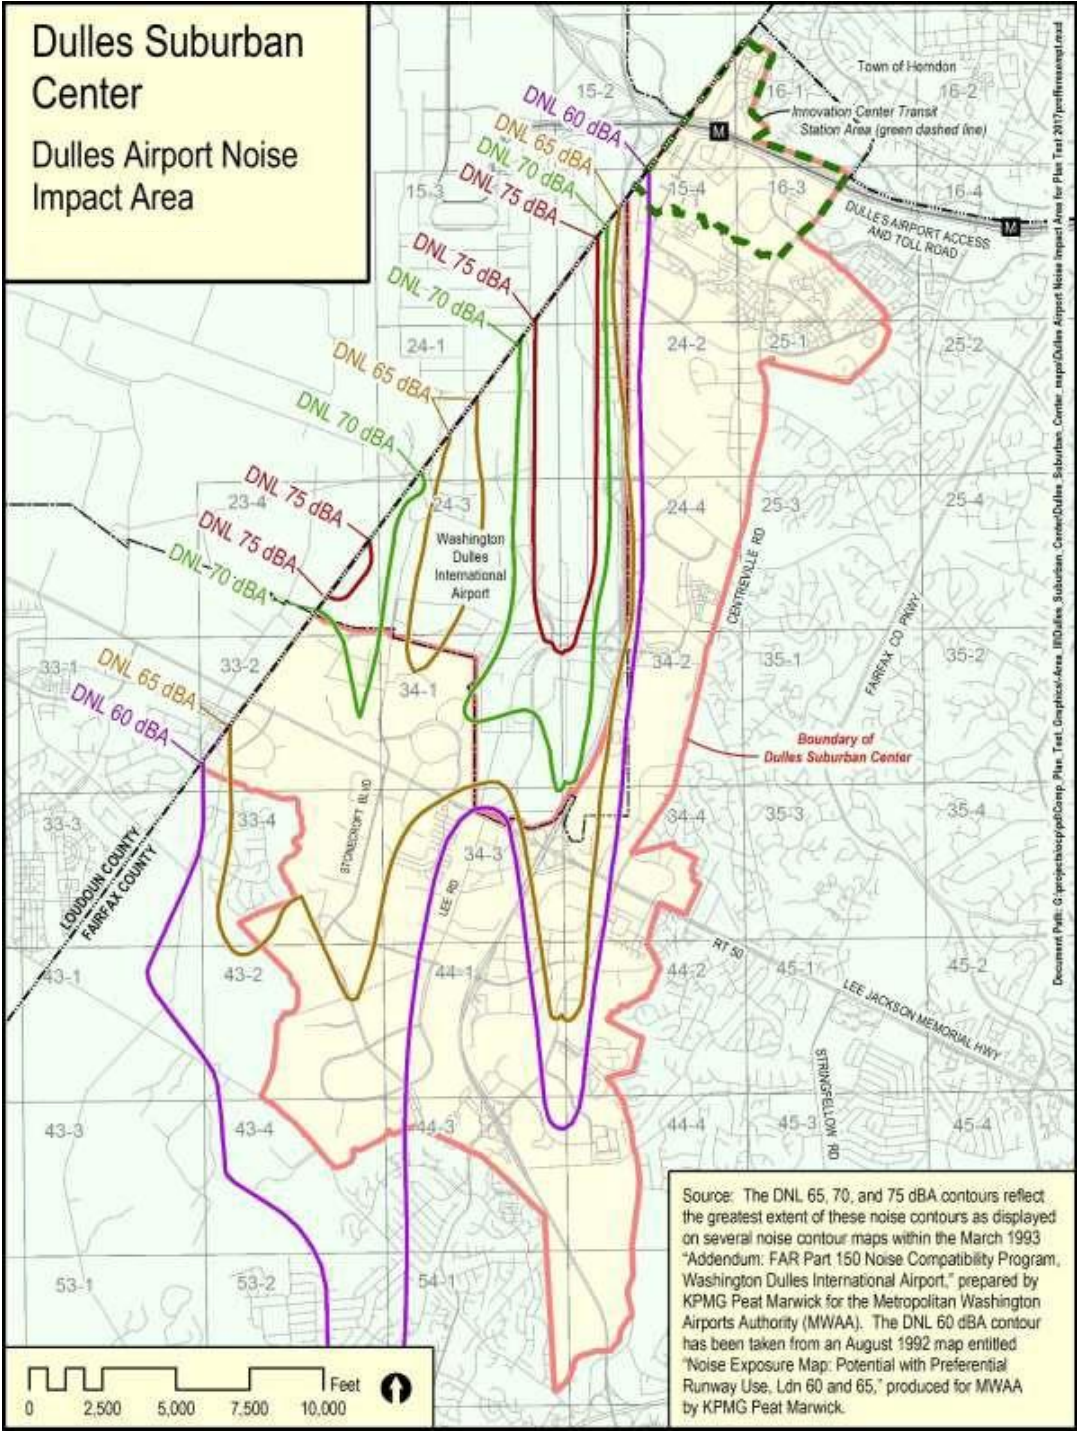 Dulles Suburban
Center
Dulles Airport Noise
Impact Area
Town of Herndon
15-2
16-1
16-2
Innovation Center Transit
Station Area (green dashed line)
M
DNL 60 dBA
DNL 65 dBA
DNL 70 dBA
DNL 75 dBA
15-3
15-4
16-3
16-4
DULLES AIRPORT ACCESS
AND TOLL ROAD
M
DNL 75 dBA
DNL 70 dBA
24-1
24-2
25-1
25-2
DNL 65 dBA
DNL 70 dBA
23-4
24-3
24-4
25-3
25-4
DNL 75 dBA
DNL 75 dBA
DNL 70 dBA
Washington
Dulles
International
Airport
CENTREVILLE RD
FAIRFAX CO PKWY
33-1
33-2
34-1
34-2
35-1
35-2
DNL 65 dBA
DNL 60 dBA
Boundary of
Dulles Suburban Center
33-3
33-4
STONECROFT BLVD
34-3
34-4
35-3
35-4
LOUDOUN COUNTY
FAIRFAX COUNTY
LEE RD
RT 50
LEE JACKSON MEMORIAL HWY
43-1
43-2
44-1
44-2
45-1
45-2
STRINGFELLOW RD
43-3
43-4
44-3
44-4
45-3
45-4
53-1
53-2
54-1
Source: The DNL 65, 70, and 75 dBA contours reflect
the greatest extent of these noise contours as displayed
on several noise contour maps within the March 1993
"Addendum: FAR Part 150 Noise Compatibility Program,
Washington Dulles International Airport," prepared by
KPMG Peat Marwick for the Metropolitan Washington
Airports Authority (MWAA). The DNL 60 dBA contour
has been taken from an August 1992 map entitled
"Noise Exposure Map: Potential with Preferential
Runway Use, Ldn 60 and 65," produced for MWAA
by KPMG Peat Marwick.
Feet
0 2,500 5,000 7,500 10,000